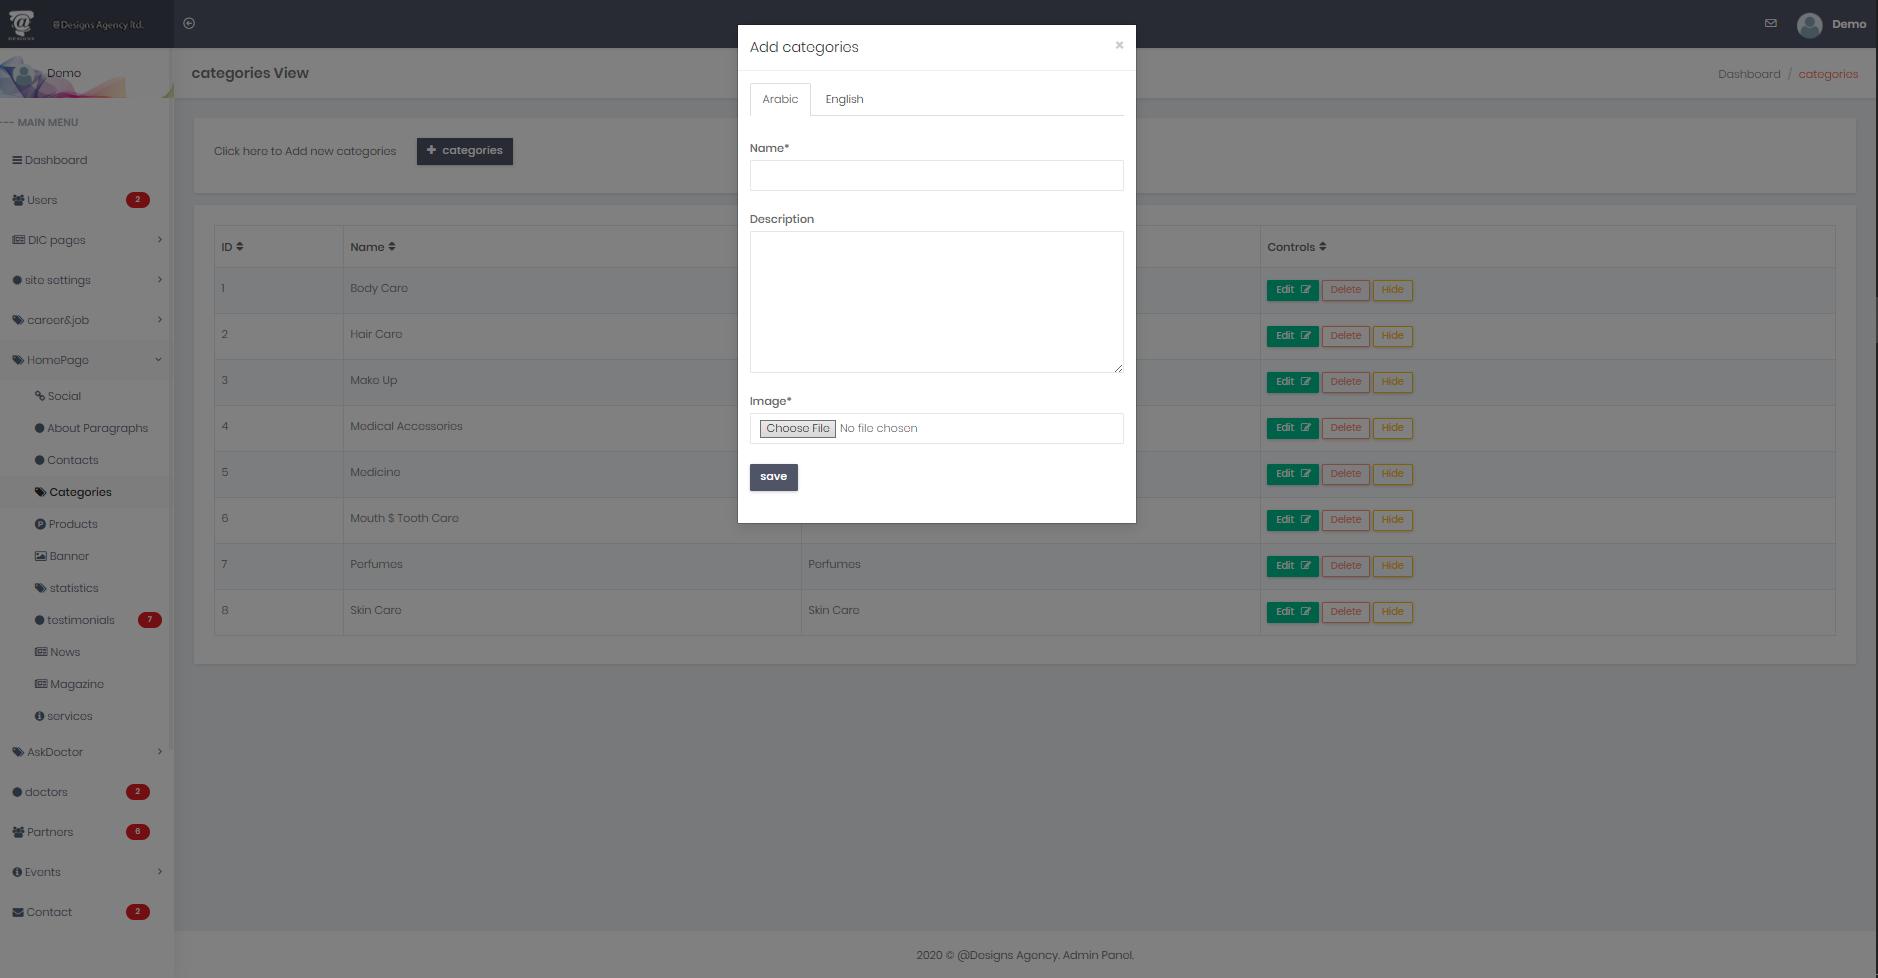 @Designs Agency ltd.
Demo
Demo
categories View
Dashboard / categories
--- MAIN MENU
Dashboard
Users 2
DIC pages
site settings
career&job
HomePage
Social
About Paragraphs
Contacts
Categories
Products
Banner
statistics
testimonials 7
News
Magazine
services
AskDoctor
doctors 2
Partners 6
Events
Contact 2
Click here to Add new categories + categories
ID Name Controls
1 Body Care Edit Delete Hide
2 Hair Care Edit Delete Hide
3 Make Up Edit Delete Hide
4 Medical Accessories Edit Delete Hide
5 Medicine Edit Delete Hide
6 Mouth $ Tooth Care Edit Delete Hide
7 Perfumes Perfumes Edit Delete Hide
8 Skin Care Skin Care Edit Delete Hide
Add categories ×
Arabic English
Name*
Description
Image*
Choose File No file chosen
save
2020 © @Designs Agency. Admin Panel.